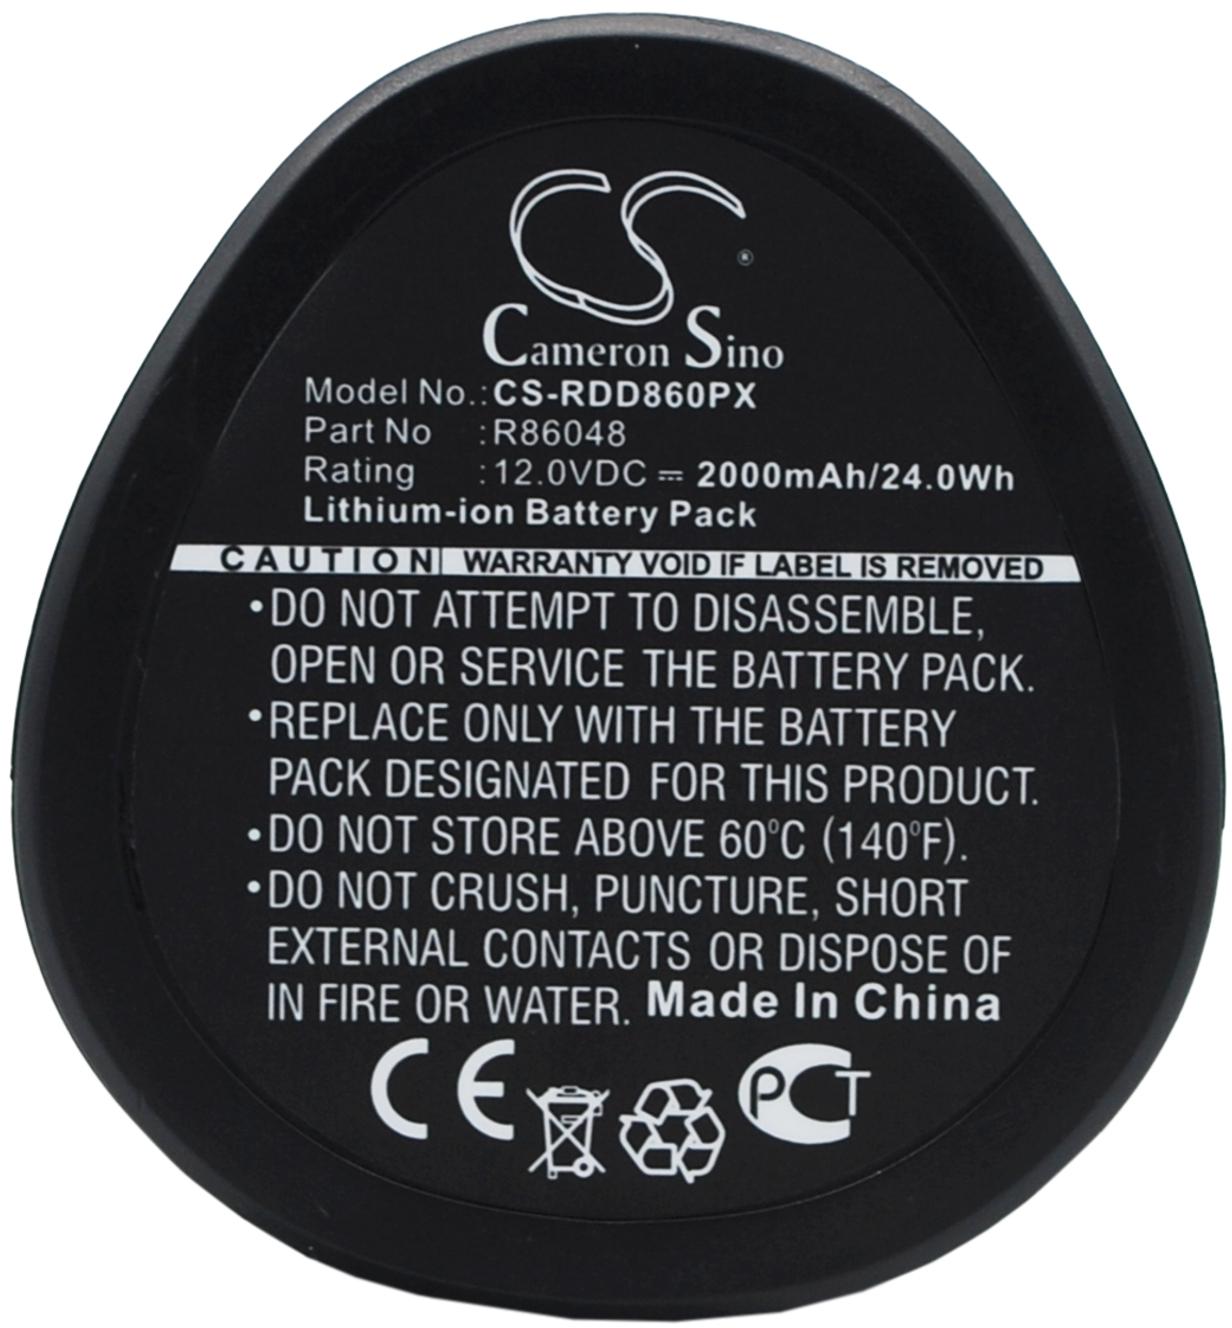 CS®
Cameron Sino
Model No.:CS-RDD860PX
Part No :R86048
Rating :12.0VDC ⎓ 2000mAh/24.0Wh
Lithium-ion Battery Pack
CAUTION| WARRANTY VOID IF LABEL IS REMOVED
•DO NOT ATTEMPT TO DISASSEMBLE,
OPEN OR SERVICE THE BATTERY PACK.
•REPLACE ONLY WITH THE BATTERY
PACK DESIGNATED FOR THIS PRODUCT.
•DO NOT STORE ABOVE 60°C (140°F).
•DO NOT CRUSH, PUNCTURE, SHORT
EXTERNAL CONTACTS OR DISPOSE OF
IN FIRE OR WATER. Made In China
CE PCT